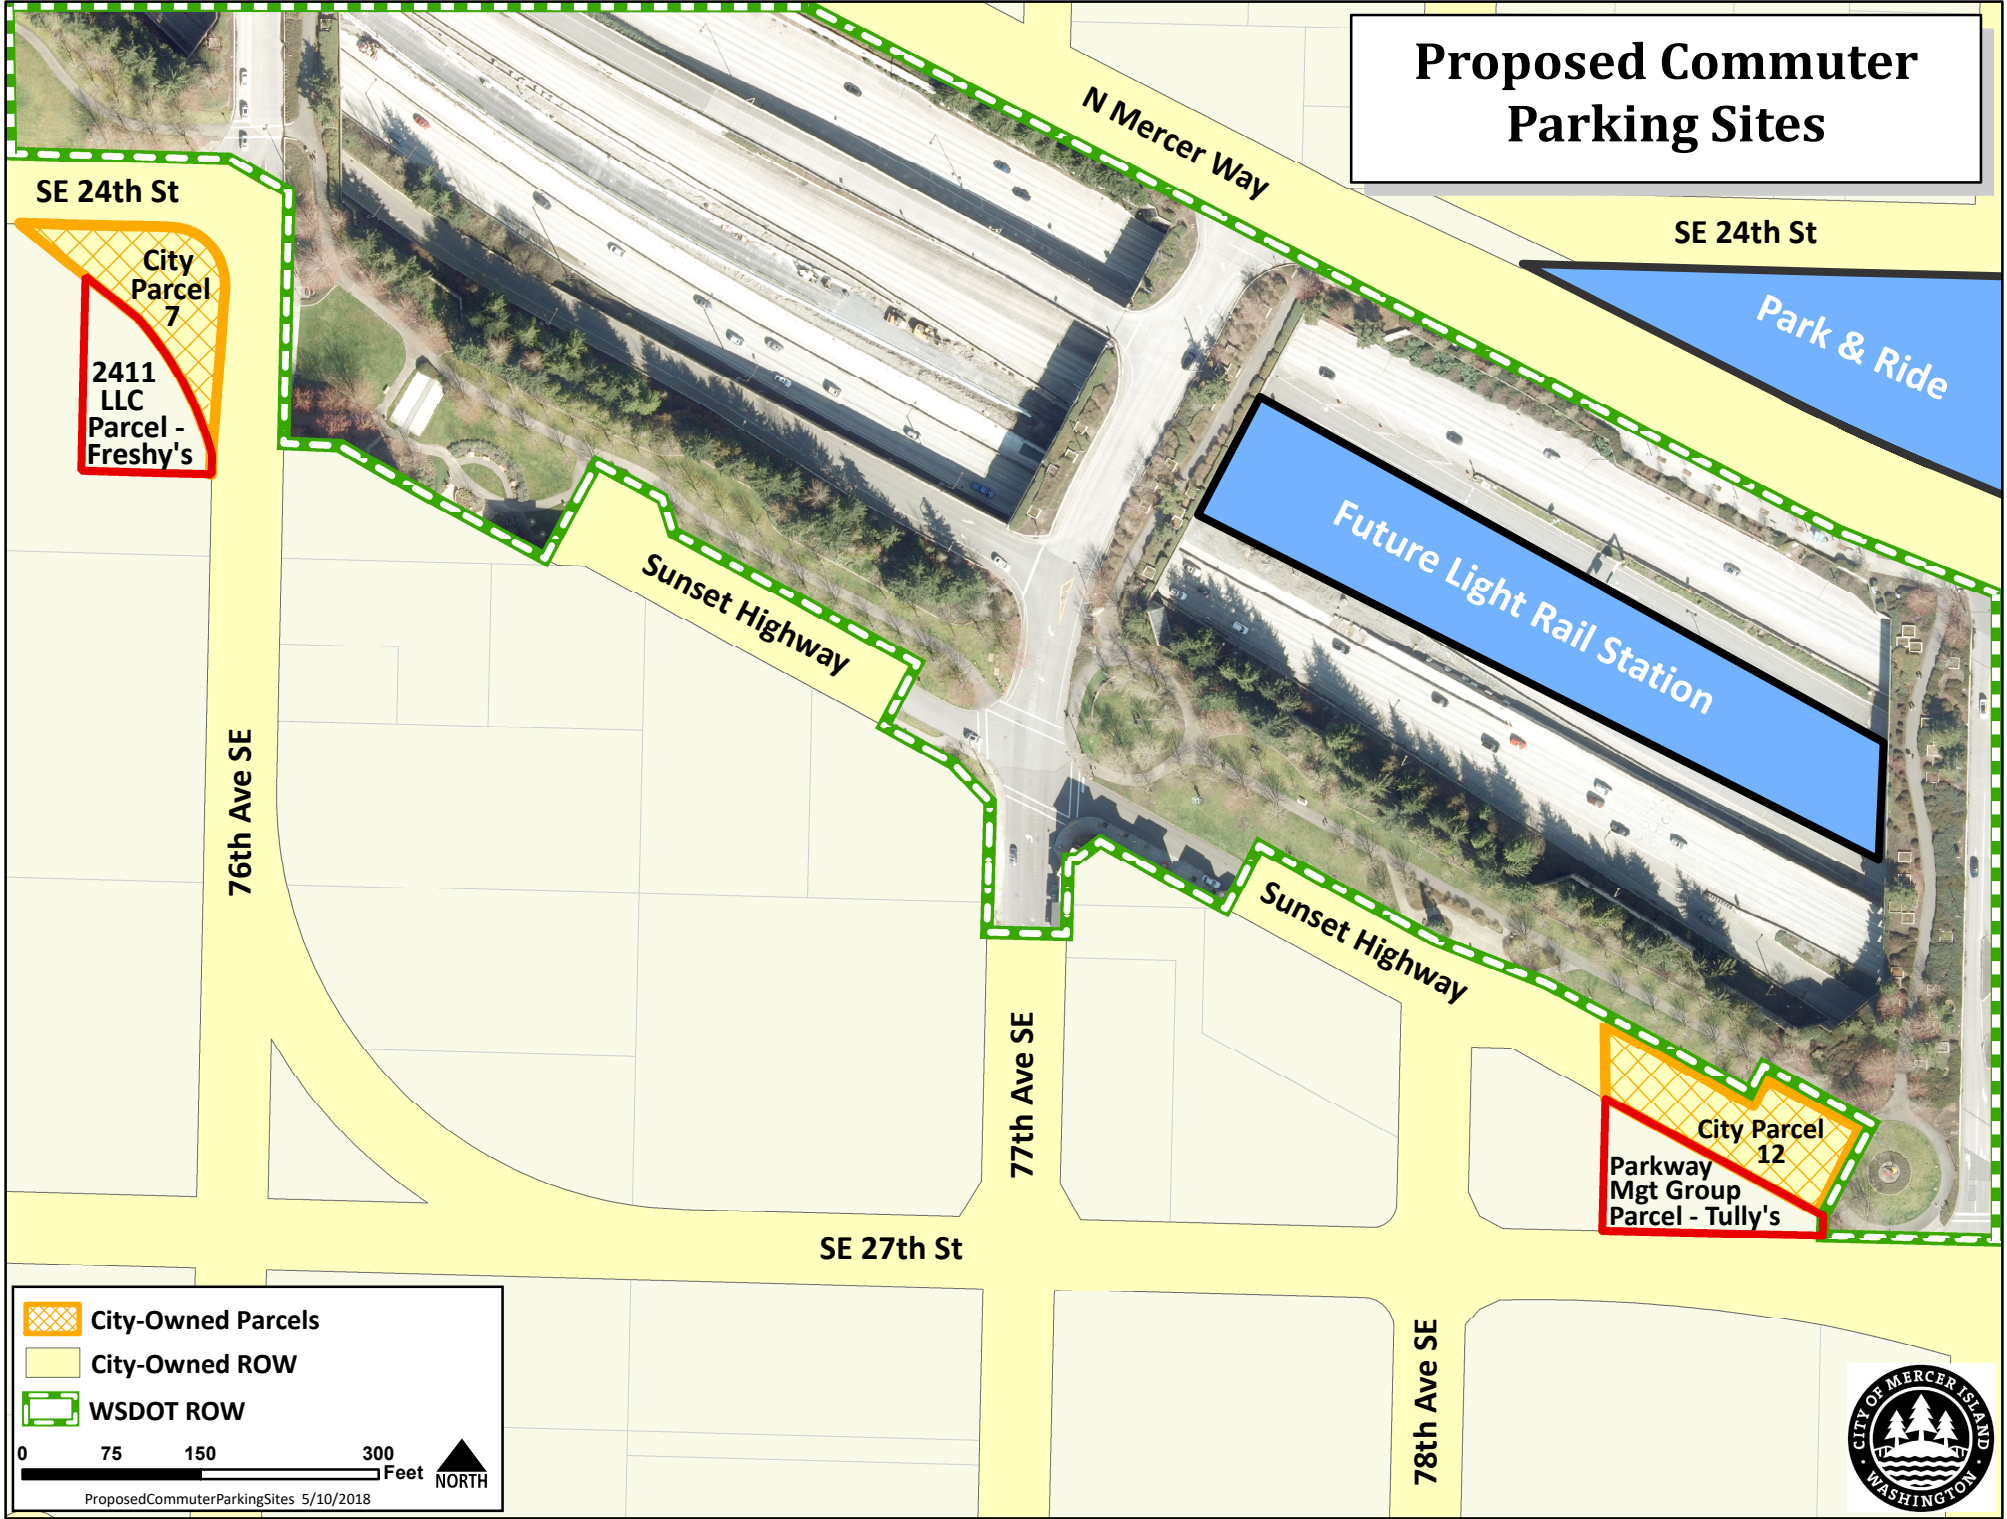 Proposed Commuter
Parking Sites
N Mercer Way
SE 24th St
SE 24th St
Park & Ride
City
Parcel
7
2411
LLC
Parcel -
Freshy's
Future Light Rail Station
Sunset Highway
76th Ave SE
Sunset Highway
77th Ave SE
City Parcel
12
Parkway
Mgt Group
Parcel - Tully's
SE 27th St
78th Ave SE
City-Owned Parcels
City-Owned ROW
WSDOT ROW
0 75 150 300
Feet
NORTH
ProposedCommuterParkingSites 5/10/2018
CITY OF MERCER ISLAND
WASHINGTON